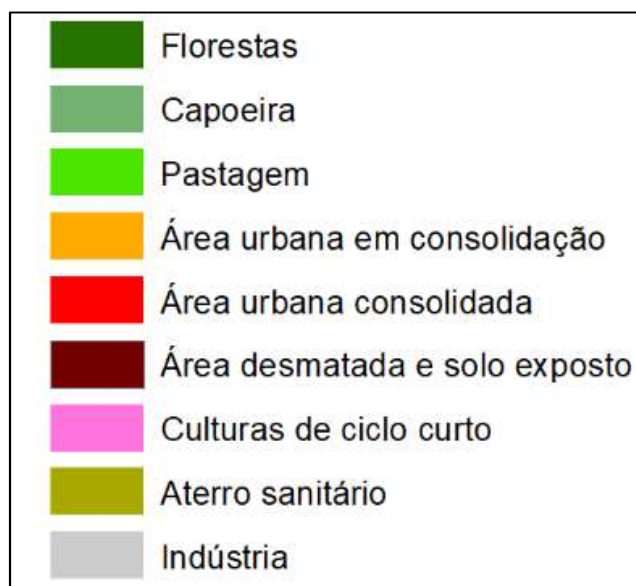 Florestas
Capoeira
Pastagem
Área urbana em consolidação
Área urbana consolidada
Área desmatada e solo exposto
Culturas de ciclo curto
Aterro sanitário
Indústria